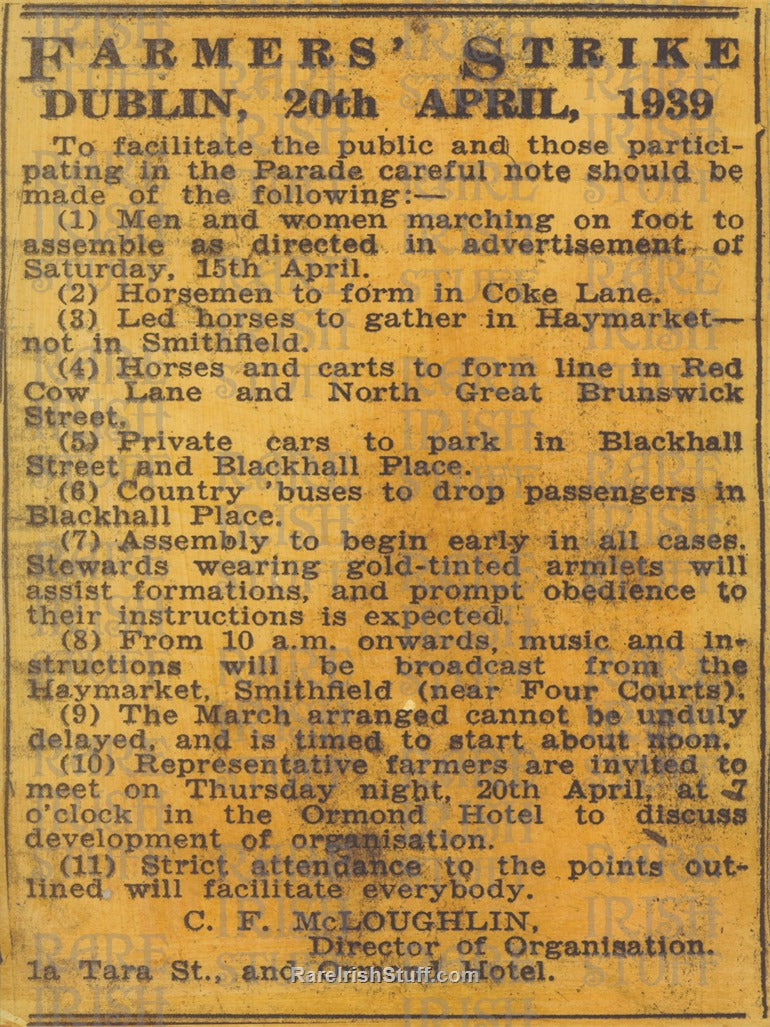 FARMERS' STRIKE
DUBLIN, 20th APRIL, 1939
To facilitate the public and those partici-
pating in the Parade careful note should be
made of the following:—
(1) Men and women marching on foot to
assemble as directed in advertisement of
Saturday, 15th April.
(2) Horsemen to form in Coke Lane.
(3) Led horses to gather in Haymarket—
not in Smithfield.
(4) Horses and carts to form line in Red
Cow Lane and North Great Brunswick
Street.
(5) Private cars to park in Blackhall
Street and Blackhall Place.
(6) Country 'buses to drop passengers in
Blackhall Place.
(7) Assembly to begin early in all cases.
Stewards wearing gold-tinted armlets will
assist formations, and prompt obedience to
their instructions is expected.
(8) From 10 a.m. onwards, music and in-
structions will be broadcast from the
Haymarket, Smithfield (near Four Courts).
(9) The March arranged cannot be unduly
delayed, and is timed to start about noon.
(10) Representative farmers are invited to
meet on Thursday night, 20th April, at 7
o'clock in the Ormond Hotel to discuss
development of organisation.
(11) Strict attendance to the points out-
lined will facilitate everybody.
C. F. McLOUGHLIN,
Director of Organisation.
1a Tara St., and Hotel.
RareIrishStuff.com